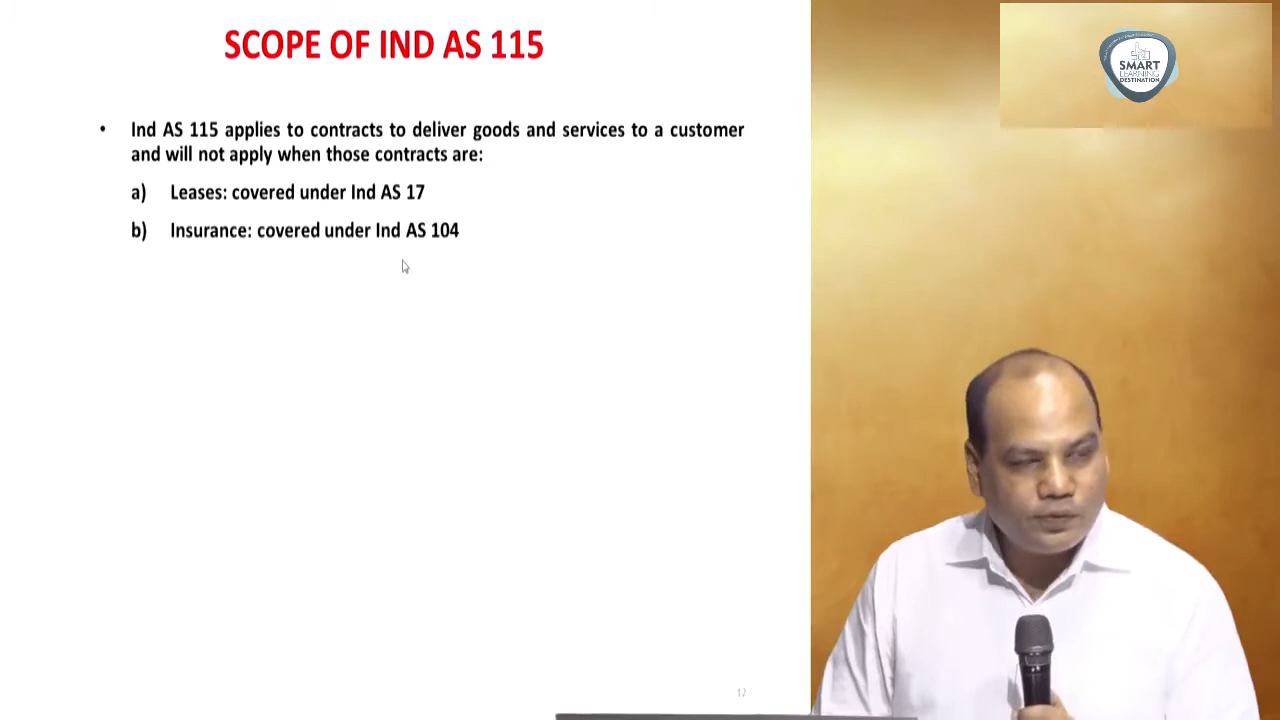 SCOPE OF IND AS 115
• Ind AS 115 applies to contracts to deliver goods and services to a customer
and will not apply when those contracts are:
a) Leases: covered under Ind AS 17
b) Insurance: covered under Ind AS 104
SMART
LEARNING
DESTINATION